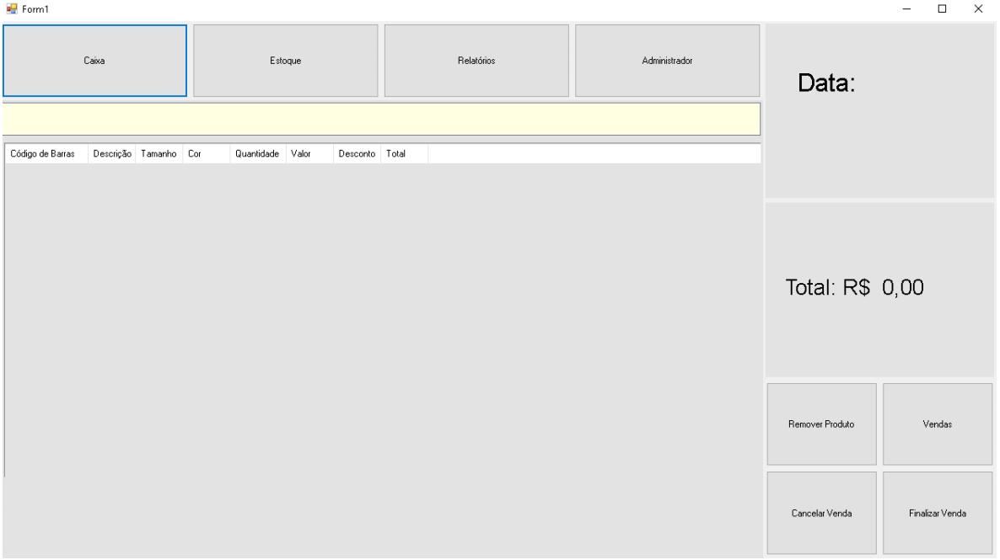 Form1
Caixa Estoque Relatórios Administrador
Data:
Código de Barras Descrição Tamanho Cor Quantidade Valor Desconto Total
Total: R$ 0,00
Remover Produto Vendas
Cancelar Venda Finalizar Venda